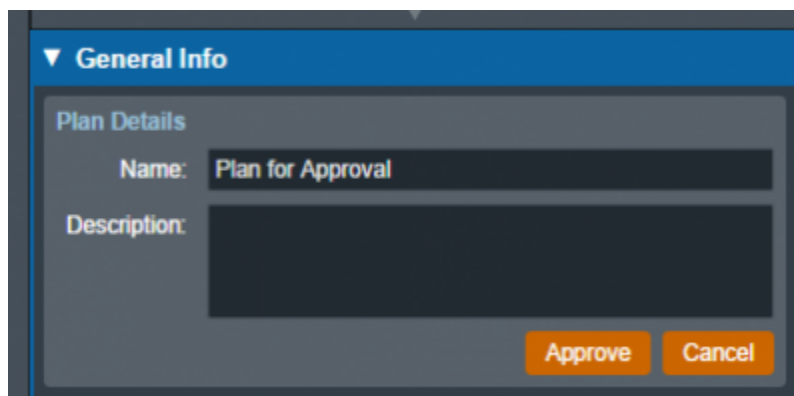 General Info
Plan Details
Name: Plan for Approval
Description:
Approve Cancel